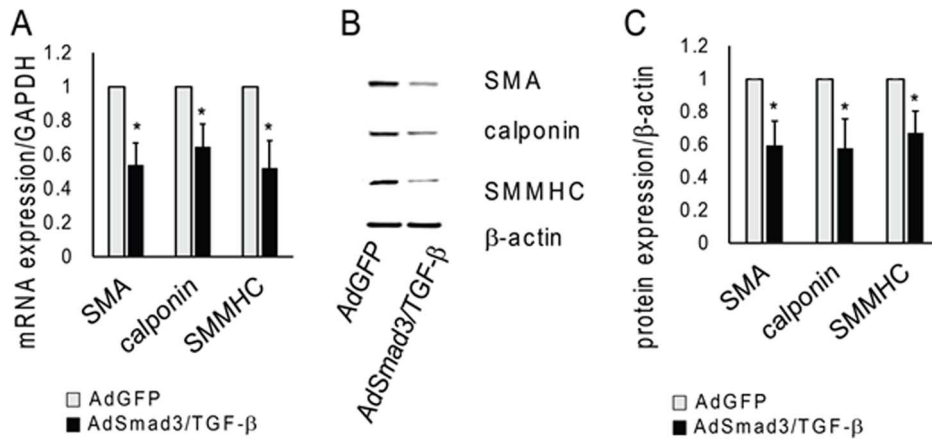 A
mRNA expression/GAPDH
1.2
1
0.8
0.6
0.4
0.2
0
*
*
*
SMA
calponin
SMMHC
AdGFP
AdSmad3/TGF-β
B
SMA
calponin
SMMHC
β-actin
AdGFP
AdSmad3/TGF-β
C
protein expression/β-actin
1.2
1
0.8
0.6
0.4
0.2
0
*
*
*
SMA
calponin
SMMHC
AdGFP
AdSmad3/TGF-β